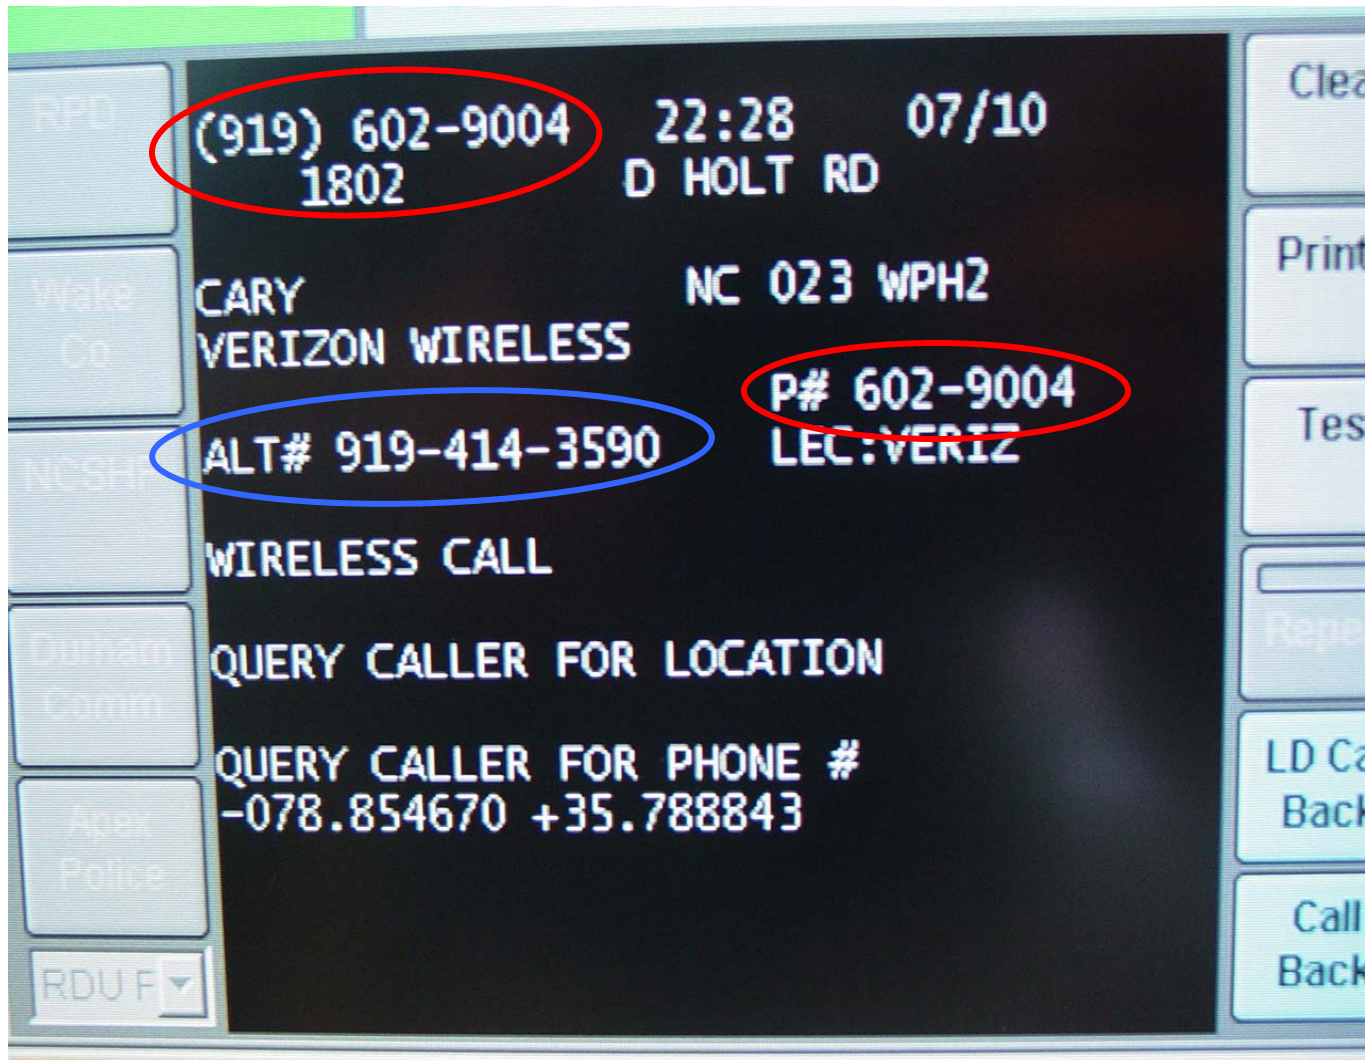 RPD
Wake
Co
Durham
Comm
Apex
Police
RDU F
(919) 602-9004 22:28 07/10
1802 D HOLT RD
CARY NC 023 WPH2
VERIZON WIRELESS
P# 602-9004
ALT# 919-414-3590 LEC:VERIZ
WIRELESS CALL
QUERY CALLER FOR LOCATION
QUERY CALLER FOR PHONE #
-078.854670 +35.788843
Clea
Print
Tes
Repe
LD Ca
Back
Call
Back